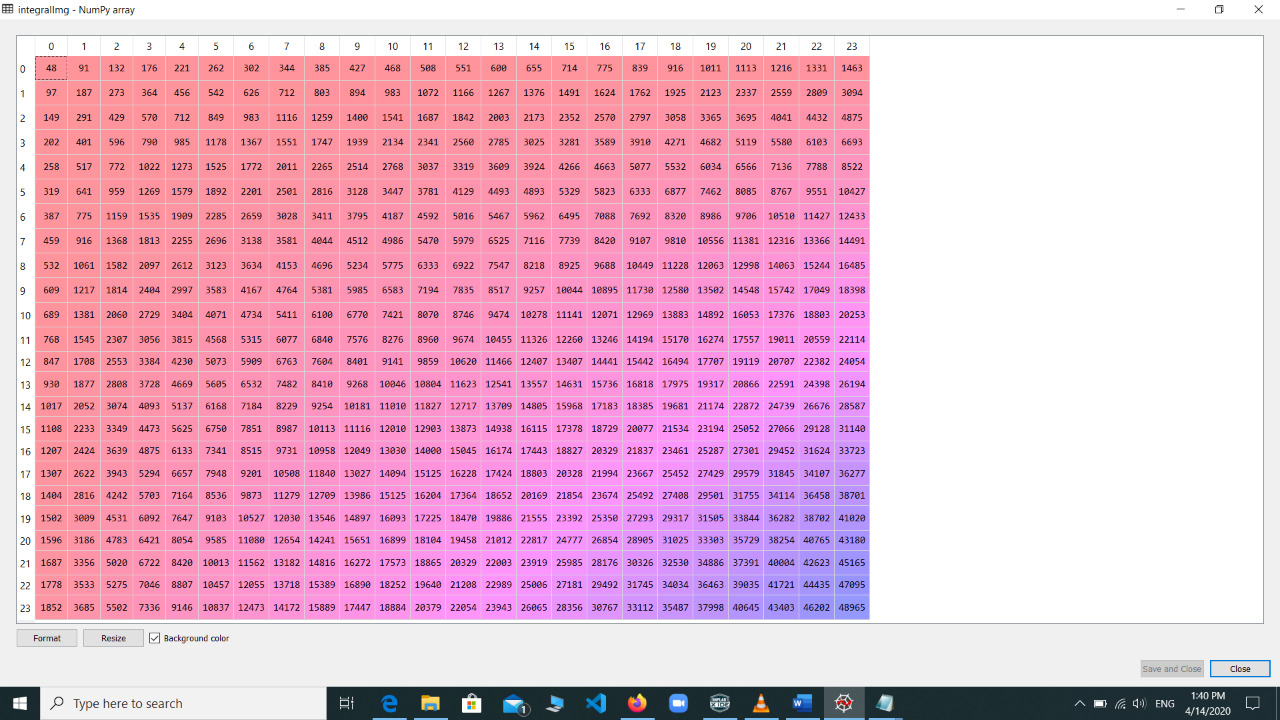 integralImg - NumPy array
0 1 2 3 4 5 6 7 8 9 10 11 12 13 14 15 16 17 18 19 20 21 22 23
0 48 91 132 176 221 262 302 344 385 427 468 508 551 600 655 714 775 839 916 1011 1113 1216 1331 1463
1 97 187 273 364 456 542 626 712 803 894 983 1072 1166 1267 1376 1491 1624 1762 1925 2123 2337 2559 2809 3094
2 149 291 429 570 712 849 983 1116 1259 1400 1541 1687 1842 2003 2173 2352 2570 2797 3058 3365 3695 4041 4432 4875
3 202 401 596 790 985 1178 1367 1551 1747 1939 2134 2341 2560 2785 3025 3281 3589 3910 4271 4682 5119 5580 6103 6693
4 258 517 772 1022 1273 1525 1772 2011 2265 2514 2768 3037 3319 3609 3924 4266 4663 5077 5532 6034 6566 7136 7788 8522
5 319 641 959 1269 1579 1892 2201 2501 2816 3128 3447 3781 4129 4493 4893 5329 5823 6333 6877 7462 8085 8767 9551 10427
6 387 775 1159 1535 1909 2285 2659 3028 3411 3795 4187 4592 5016 5467 5962 6495 7088 7692 8320 8986 9706 10510 11427 12433
7 459 916 1368 1813 2255 2696 3138 3581 4044 4512 4986 5470 5979 6525 7116 7739 8420 9107 9810 10556 11381 12316 13366 14491
8 532 1061 1582 2097 2612 3123 3634 4153 4696 5234 5775 6333 6922 7547 8218 8925 9688 10449 11228 12063 12998 14063 15244 16485
9 609 1217 1814 2404 2997 3583 4167 4764 5381 5985 6583 7194 7835 8517 9257 10044 10895 11730 12580 13502 14548 15742 17049 18398
10 689 1381 2060 2729 3404 4071 4734 5411 6100 6770 7421 8070 8746 9474 10278 11141 12071 12969 13883 14892 16053 17376 18803 20253
11 768 1545 2307 3056 3815 4568 5315 6077 6840 7576 8276 8960 9674 10455 11326 12260 13246 14194 15170 16274 17557 19011 20559 22114
12 847 1708 2553 3384 4230 5073 5909 6763 7604 8401 9141 9859 10620 11466 12407 13407 14441 15442 16494 17707 19119 20707 22382 24054
13 930 1877 2808 3728 4669 5605 6532 7482 8410 9268 10046 10804 11623 12541 13557 14631 15736 16818 17975 19317 20866 22591 24398 26194
14 1017 2052 3074 4093 5137 6168 7184 8229 9254 10181 11010 11827 12717 13709 14805 15968 17183 18385 19681 21174 22872 24739 26676 28587
15 1108 2233 3349 4473 5625 6750 7851 8987 10113 11116 12010 12903 13873 14938 16115 17378 18729 20077 21534 23194 25052 27066 29128 31140
16 1207 2424 3639 4875 6133 7341 8515 9731 10958 12049 13030 14000 15045 16174 17443 18827 20329 21837 23461 25287 27301 29452 31624 33723
17 1307 2622 3943 5294 6657 7948 9201 10508 11840 13027 14094 15125 16228 17424 18803 20328 21994 23667 25452 27429 29579 31845 34107 36277
18 1404 2816 4242 5703 7164 8536 9873 11279 12709 13986 15125 16204 17364 18652 20169 21854 23674 25492 27408 29501 31755 34114 36458 38701
19 1502 3009 4531 6092 7647 9103 10527 12030 13546 14897 16093 17225 18470 19886 21555 23392 25350 27293 29317 31505 33844 36282 38702 41020
20 1596 3186 4783 6421 8054 9585 11080 12654 14241 15651 16899 18104 19458 21012 22817 24777 26854 28905 31025 33303 35729 38254 40765 43180
21 1687 3356 5020 6722 8420 10013 11562 13182 14816 16272 17573 18865 20329 22003 23919 25985 28176 30326 32530 34886 37391 40004 42623 45165
22 1778 3533 5275 7046 8807 10457 12055 13718 15389 16890 18252 19640 21208 22989 25006 27181 29492 31745 34034 36463 39035 41721 44435 47095
23 1852 3685 5502 7336 9146 10837 12473 14172 15889 17447 18884 20379 22054 23943 26065 28356 30767 33112 35487 37998 40645 43403 46202 48965
Format Resize Background color
Save and Close Close
Type here to search 1 ENG 1:40 PM
4/14/2020